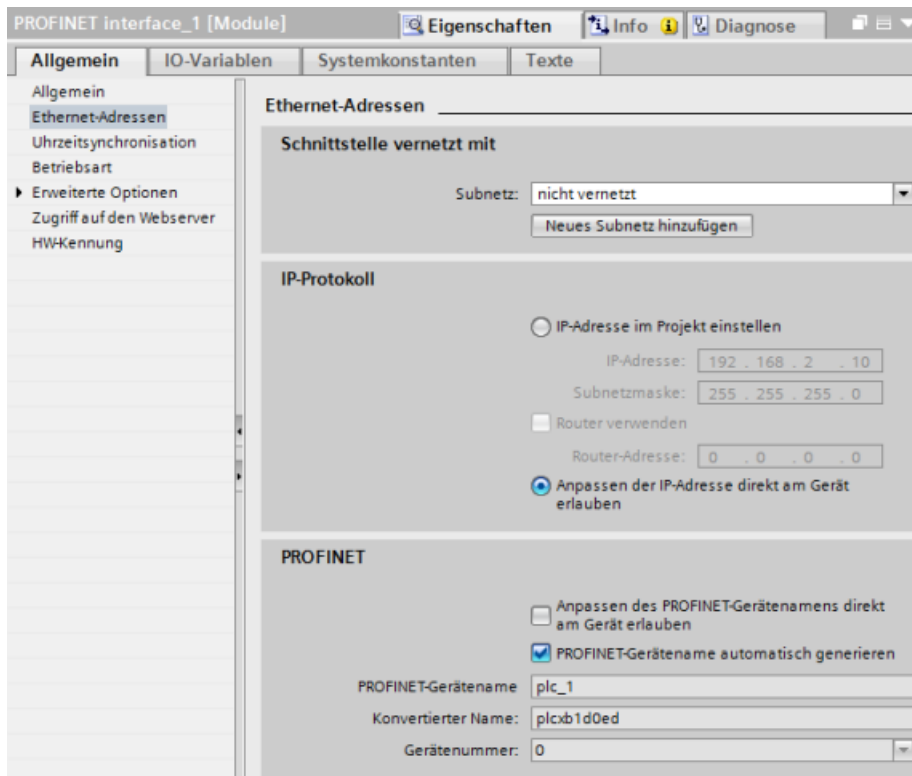 PROFINET interface_1 [Module]
Eigenschaften
Info
Diagnose
Allgemein
IO-Variablen
Systemkonstanten
Texte
Allgemein
Ethernet-Adressen
Uhrzeitsynchronisation
Betriebsart
Erweiterte Optionen
Zugriff auf den Webserver
HW-Kennung
Ethernet-Adressen
Schnittstelle vernetzt mit
Subnetz: nicht vernetzt
Neues Subnetz hinzufügen
IP-Protokoll
IP-Adresse im Projekt einstellen
IP-Adresse: 192 . 168 . 2 . 10
Subnetzmaske: 255 . 255 . 255 . 0
Router verwenden
Router-Adresse: 0 . 0 . 0 . 0
Anpassen der IP-Adresse direkt am Gerät
erlauben
PROFINET
Anpassen des PROFINET-Gerätenamens direkt
am Gerät erlauben
PROFINET-Gerätename automatisch generieren
PROFINET-Gerätename plc_1
Konvertierter Name: plcxb1d0ed
Gerätenummer: 0